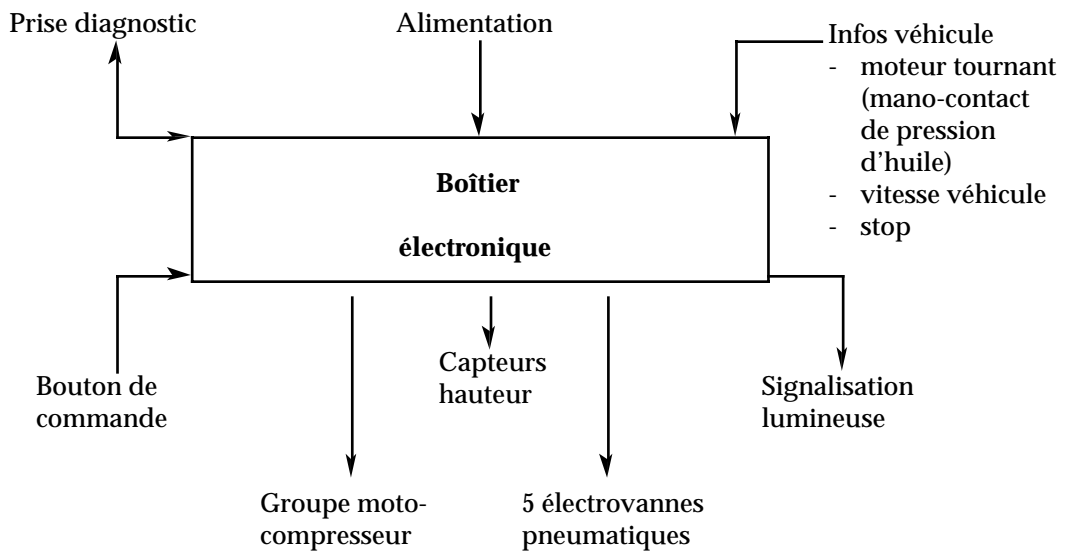 Prise diagnostic
Alimentation
Infos véhicule
- moteur tournant
(mano-contact
de pression
d'huile)
- vitesse véhicule
- stop
Boîtier
électronique
Bouton de
commande
Capteurs
hauteur
Signalisation
lumineuse
Groupe moto-
compresseur
5 électrovannes
pneumatiques